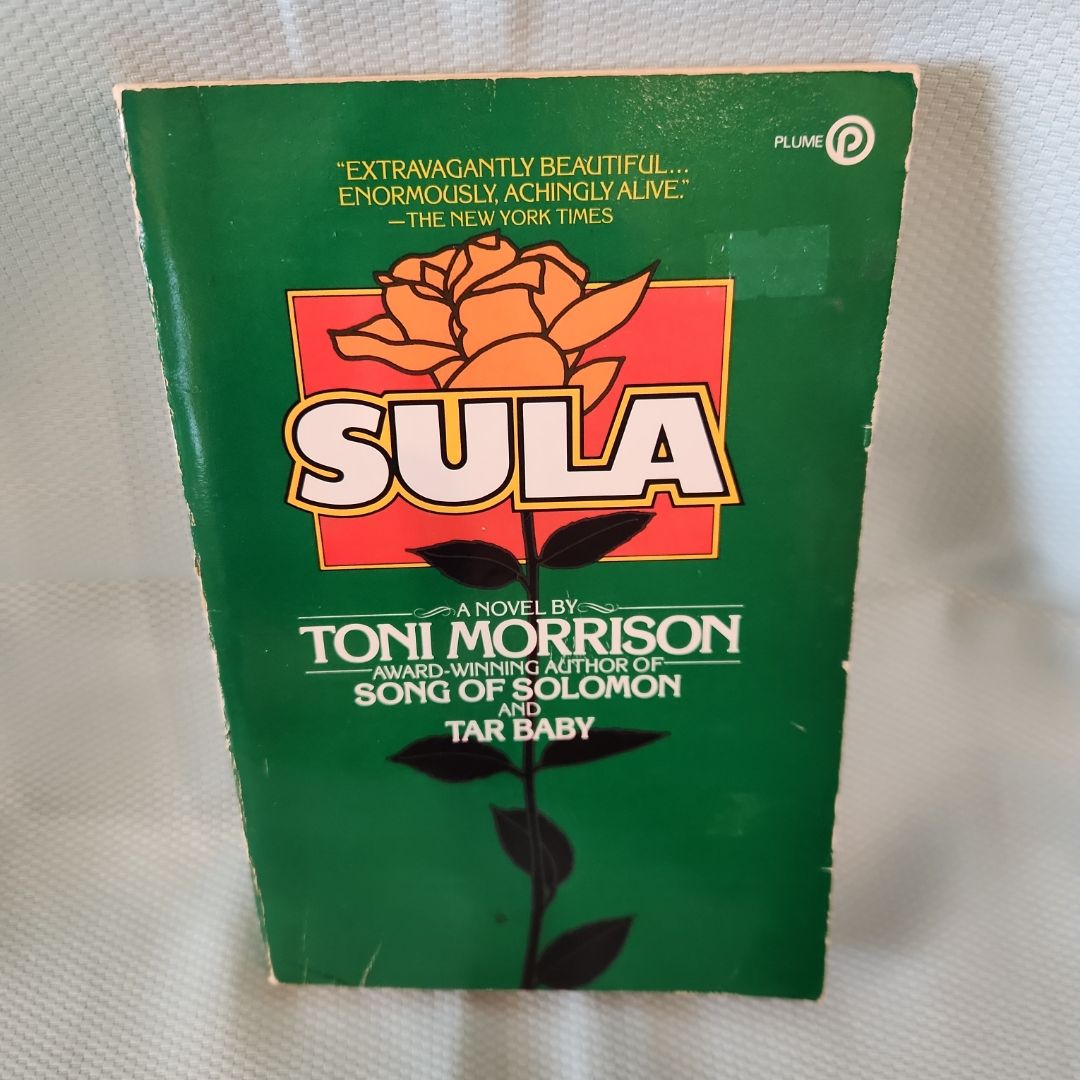 PLUME P
"EXTRAVAGANTLY BEAUTIFUL...
ENORMOUSLY, ACHINGLY ALIVE."
—THE NEW YORK TIMES
SULA
A NOVEL BY
TONI MORRISON
AWARD-WINNING AUTHOR OF
SONG OF SOLOMON
AND
TAR BABY